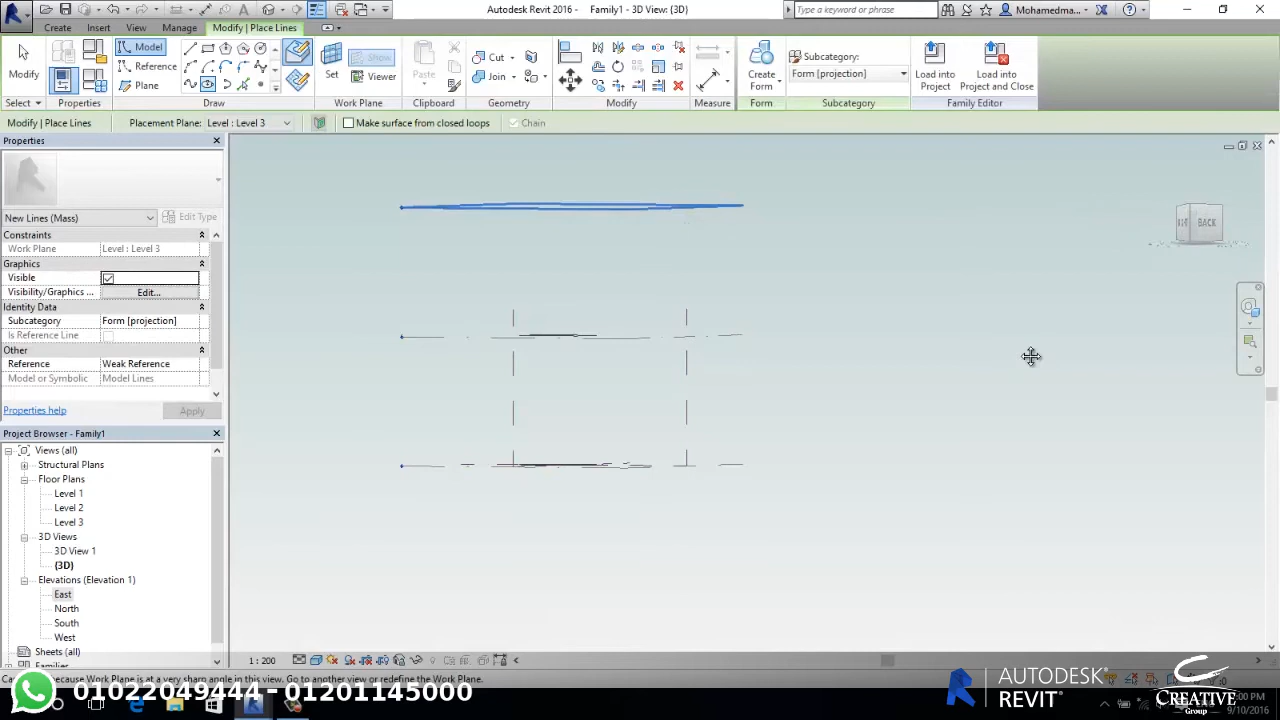 Autodesk Revit 2016 - Family1 - 3D View: {3D}
Type a keyword or phrase
Mohamedma...
Create
Insert
View
Manage
Modify | Place Lines
Modify
Model
Reference
Plane
Set
Show
Viewer
Paste
Cut
Join
Create
Form
Subcategory:
Form [projection]
Load into
Project
Load into
Project and Close
Select
Properties
Draw
Work Plane
Clipboard
Geometry
Modify
Measure
Form
Subcategory
Family Editor
Modify | Place Lines
Placement Plane: Level : Level 3
Make surface from closed loops
Chain
Properties
New Lines (Mass)
Edit Type
Constraints
Work Plane Level : Level 3
Graphics
Visible
Visibility/Graphics ... Edit...
Identity Data
Subcategory Form [projection]
Is Reference Line
Other
Reference Weak Reference
Model or Symbolic Model Lines
Properties help
Apply
Project Browser - Family1
Views (all)
Structural Plans
Floor Plans
Level 1
Level 2
Level 3
3D Views
3D View 1
{3D}
Elevations (Elevation 1)
East
North
South
West
Sheets (all)
Families
BACK
1 : 200
because Work Plane is at a very sharp angle in this view. Go to another view or redefine the Work Plane.
01022049444 - 01201145000
AUTODESK®
REVIT®
CREATIVE
Group
9/10/2016